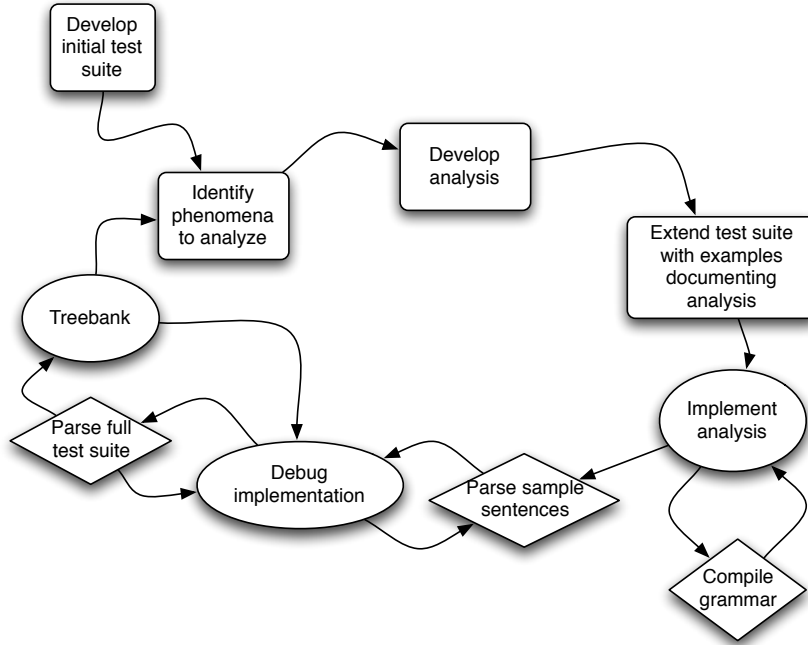 Develop
initial test
suite
Identify
phenomena
to analyze
Develop
analysis
Extend test suite
with examples
documenting
analysis
Treebank
Implement
analysis
Parse full
test suite
Debug
implementation
Parse sample
sentences
Compile
grammar